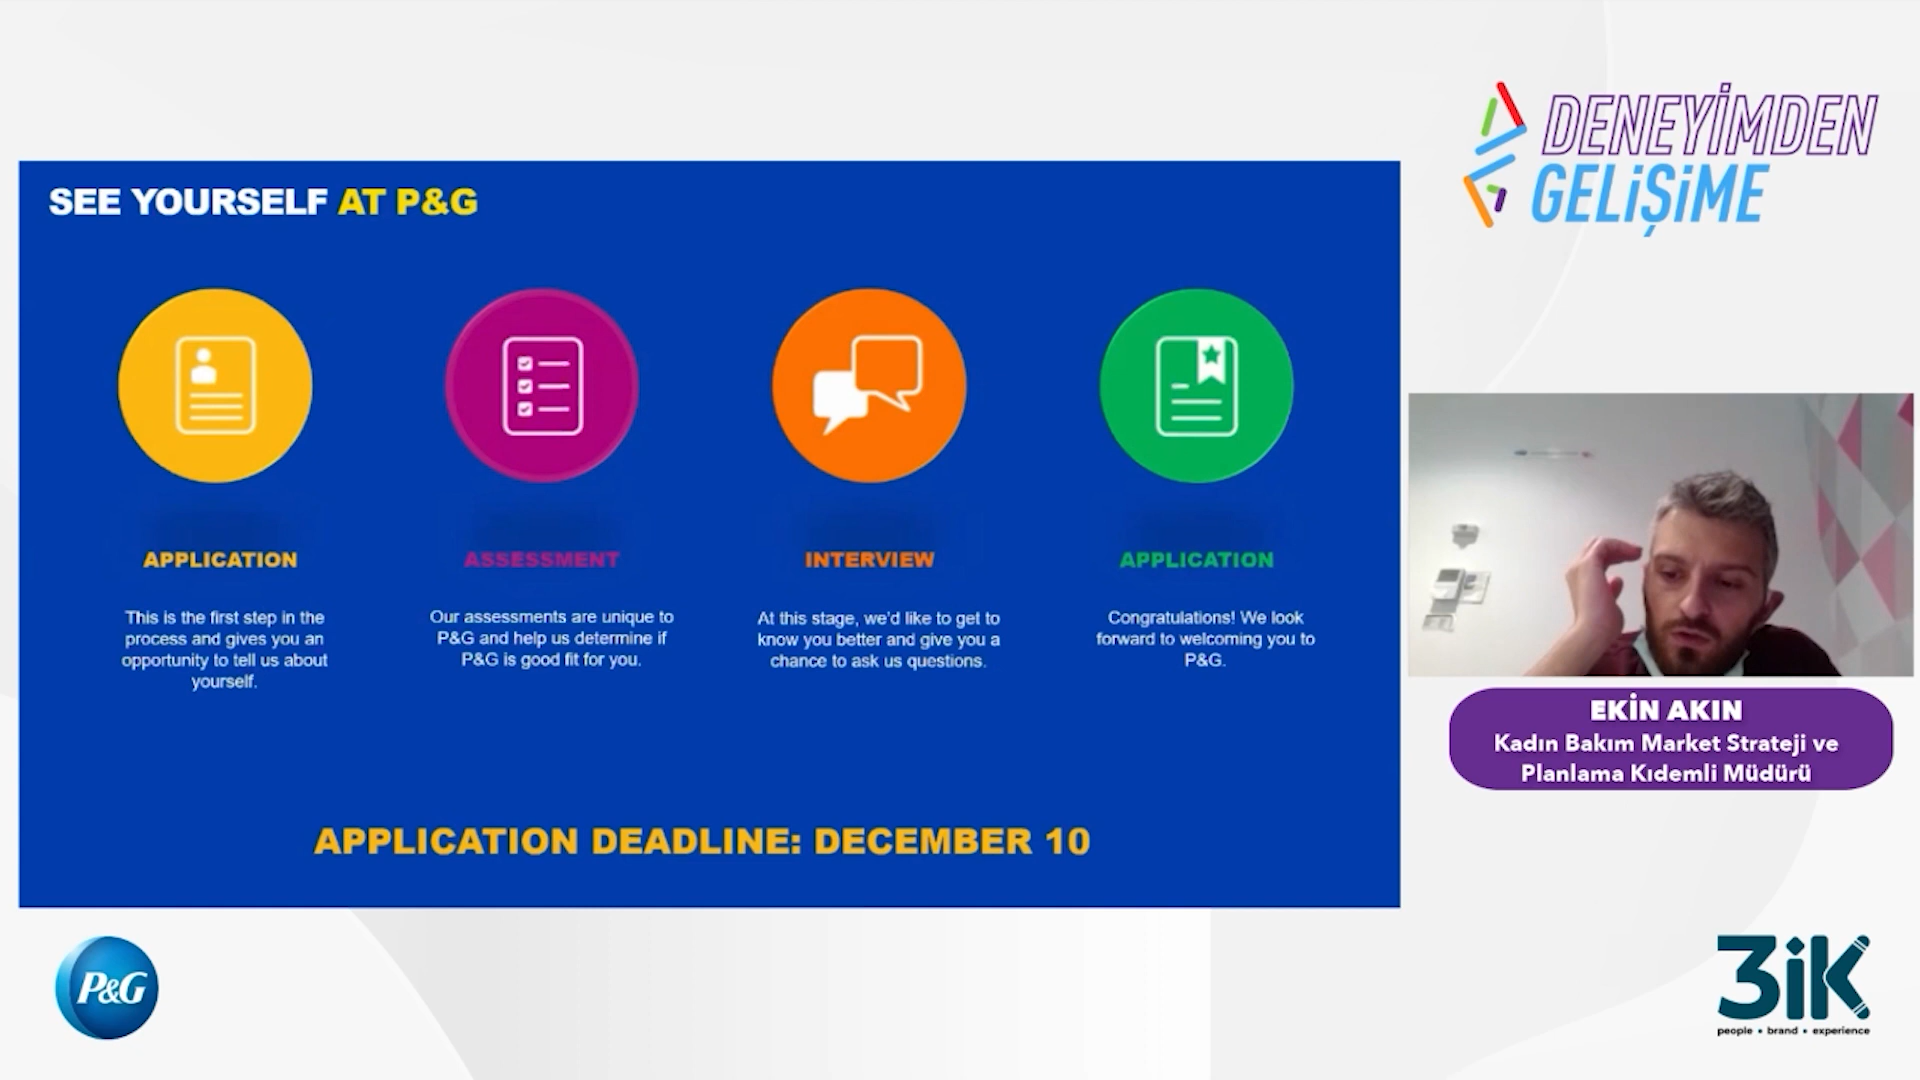 DENEYİMDEN
GELİŞİME
SEE YOURSELF AT P&G
APPLICATION
This is the first step in the
process and gives you an
opportunity to tell us about
yourself.
ASSESSMENT
Our assessments are unique to
P&G and help us determine if
P&G is good fit for you.
INTERVIEW
At this stage, we'd like to get to
know you better and give you a
chance to ask us questions.
APPLICATION
Congratulations! We look
forward to welcoming you to
P&G.
APPLICATION DEADLINE: DECEMBER 10
EKİN AKIN
Kadın Bakım Market Strateji ve
Planlama Kıdemli Müdürü
P&G
3iK
people • brand • experience